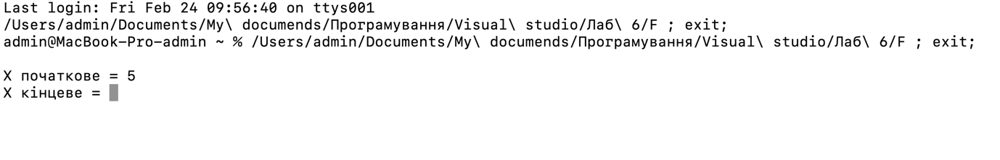 Last login: Fri Feb 24 09:56:40 on ttys001
/Users/admin/Documents/My\ documends/Програмування/Visual\ studio/Лаб\ 6/F ; exit;
admin@MacBook-Pro-admin ~ % /Users/admin/Documents/My\ documends/Програмування/Visual\ studio/Лаб\ 6/F ; exit;
X початкове = 5
X кінцеве =